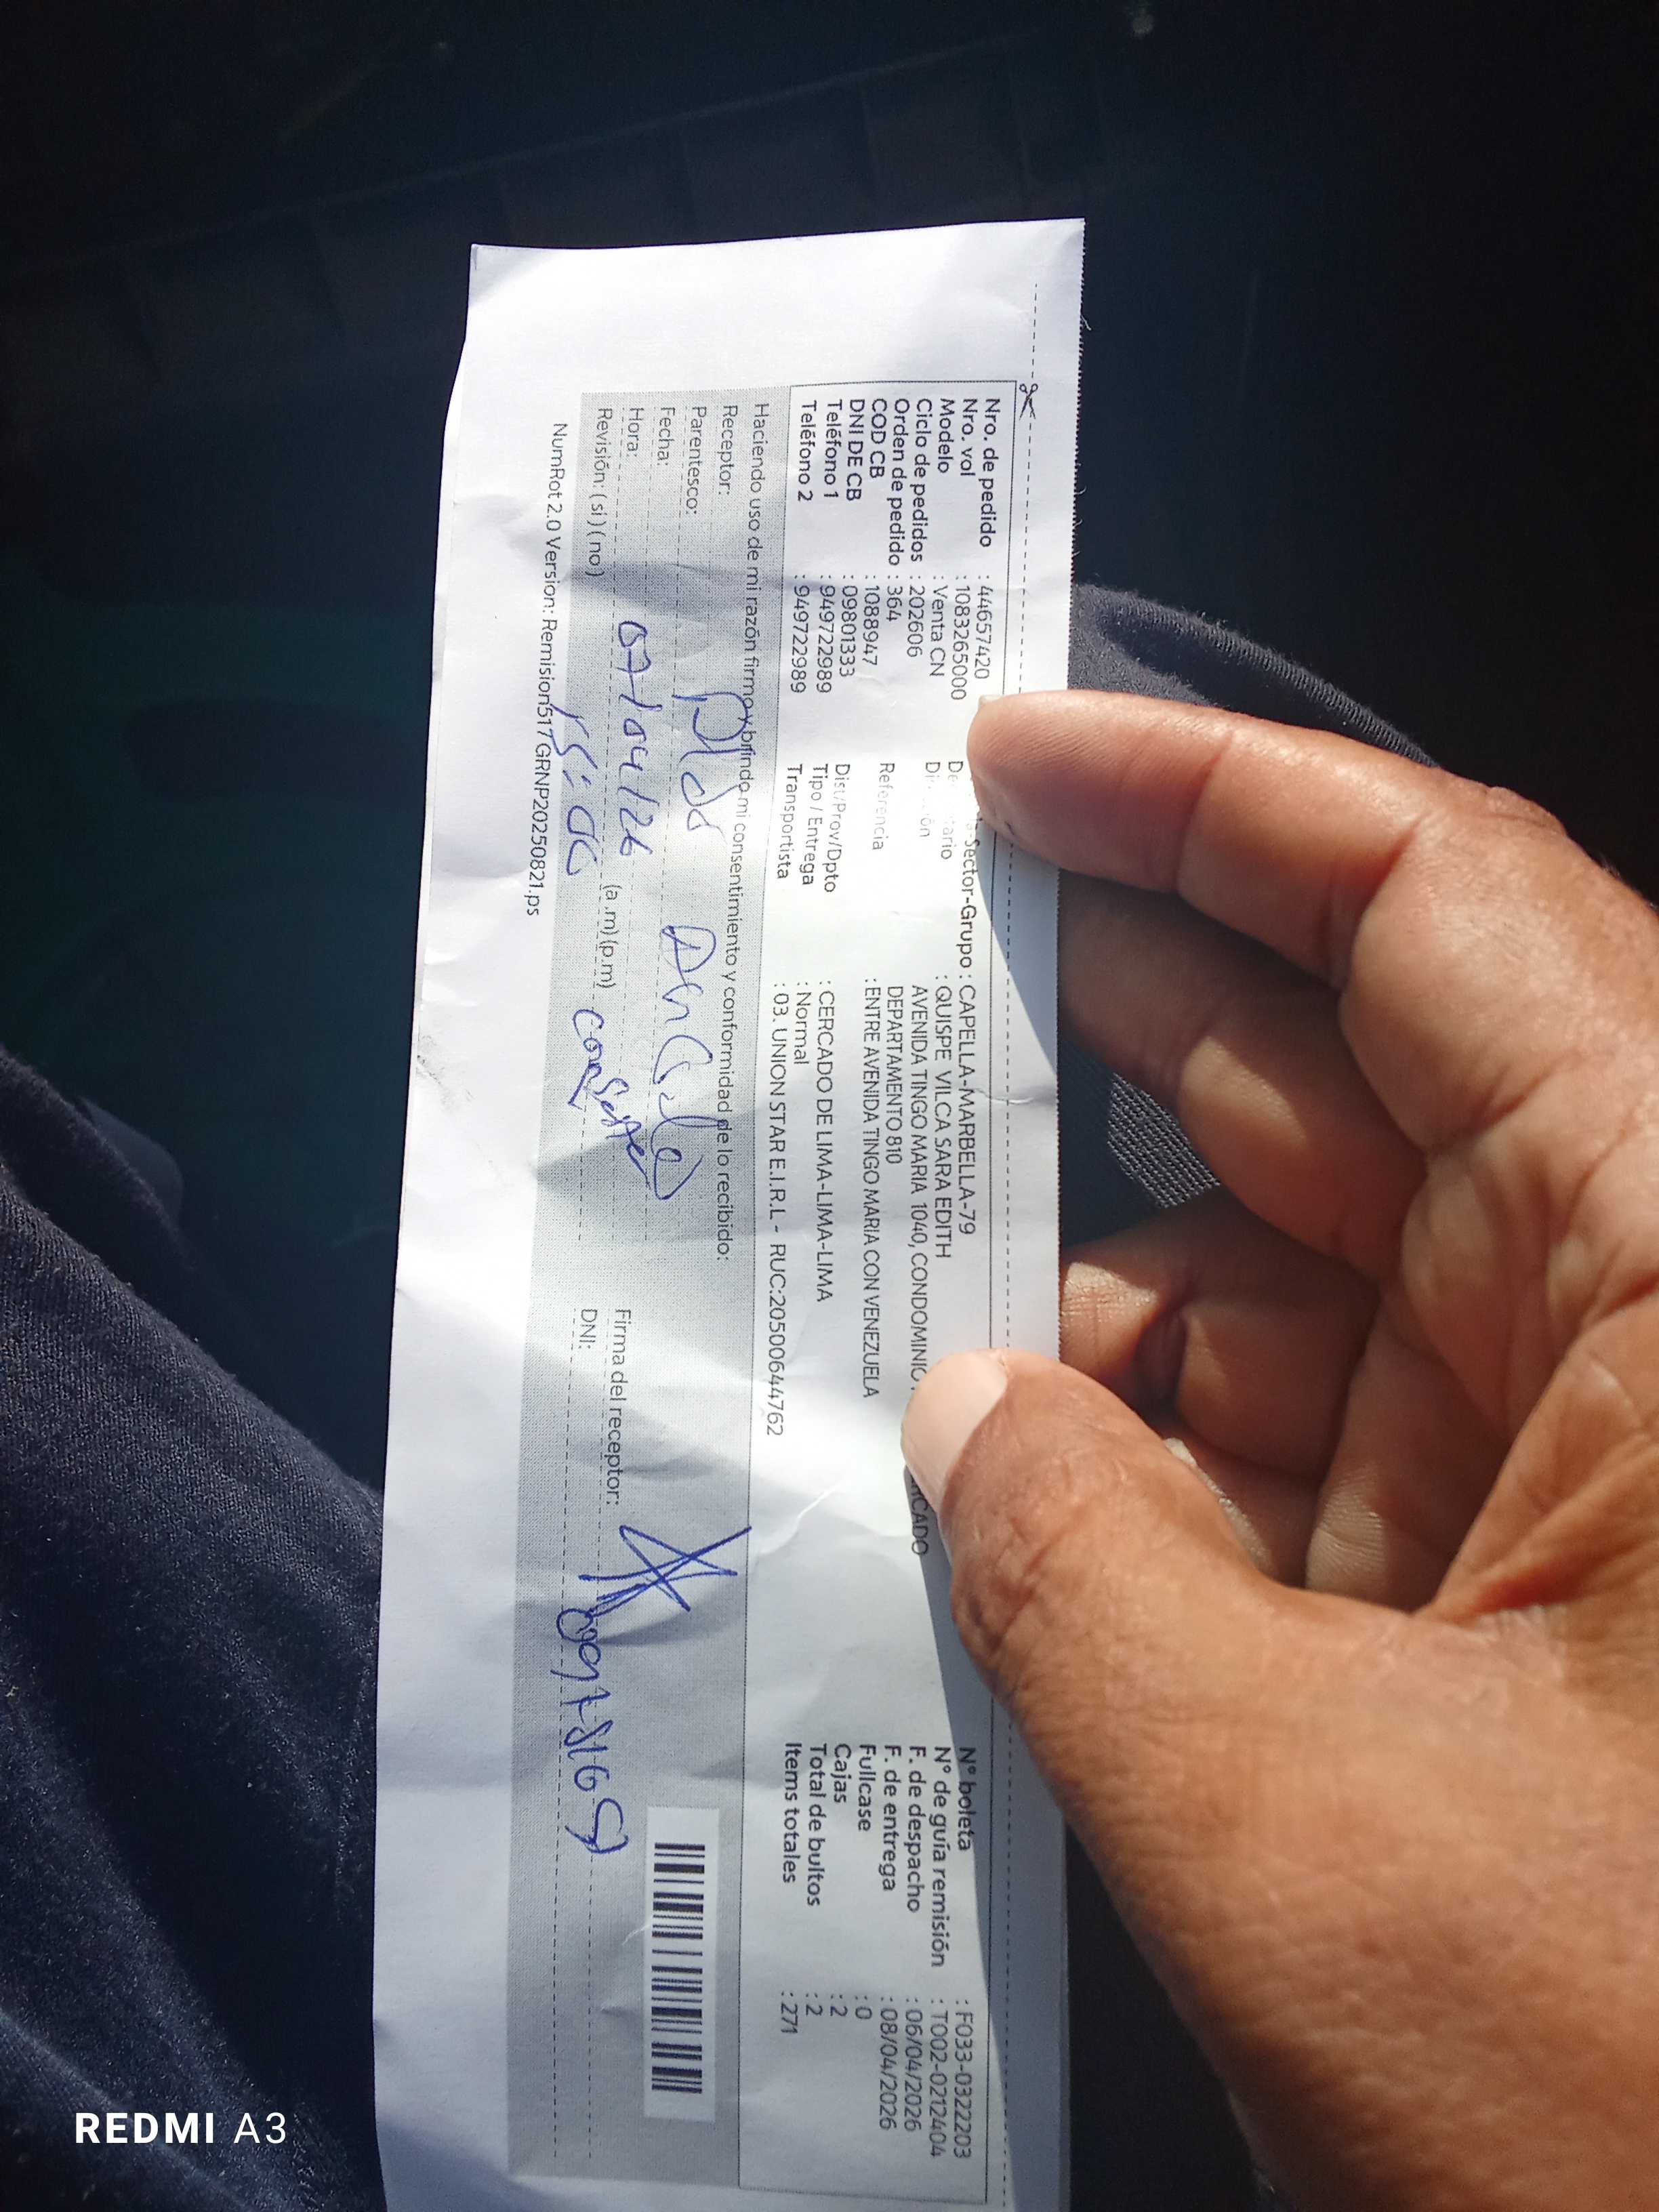 Nro. de pedido : 446574420
Nro. vol : 1083265000
Modelo : Venta CN
Ciclo de pedidos : 202606
Orden de pedido : 364
COD CB : 1088947
DNI DE CB : 09801333
Teléfono 1 : 949722989
Teléfono 2 : 949722989
Sector-Grupo : CAPELLA-MARBELLA-79
: QUISPE VILCA SARA EDITH
AVENIDA TINGO MARIA 1040, CONDOMINIO
DEPARTAMENTO 810
Referencia : ENTRE AVENIDA TINGO MARIA CON VENEZUELA
Dist/Prov/Dpto : CERCADO DE LIMA-LIMA-LIMA
Tipo / Entrega : Normal
Transportista : 03. UNION STAR E.I.R.L - RUC:20500644762
N° boleta : F033-0322203
N° de guía remisión : T002-0212404
F. de despacho : 06/04/2026
F. de entrega : 08/04/2026
Fullcase : 0
Cajas : 2
Total de bultos : 2
Items totales : 271
Haciendo uso de mi razón firmo y brindo mi consentimiento y conformidad de lo recibido:
Receptor:
Parentesco:
Fecha: 07/04/26
Hora: (a.m) (p.m)
Revisión: ( si ) ( no )
Firma del receptor:
DNI:
NumRot 2.0 Version: Remision517GRNP20250821.ps
REDMI A3